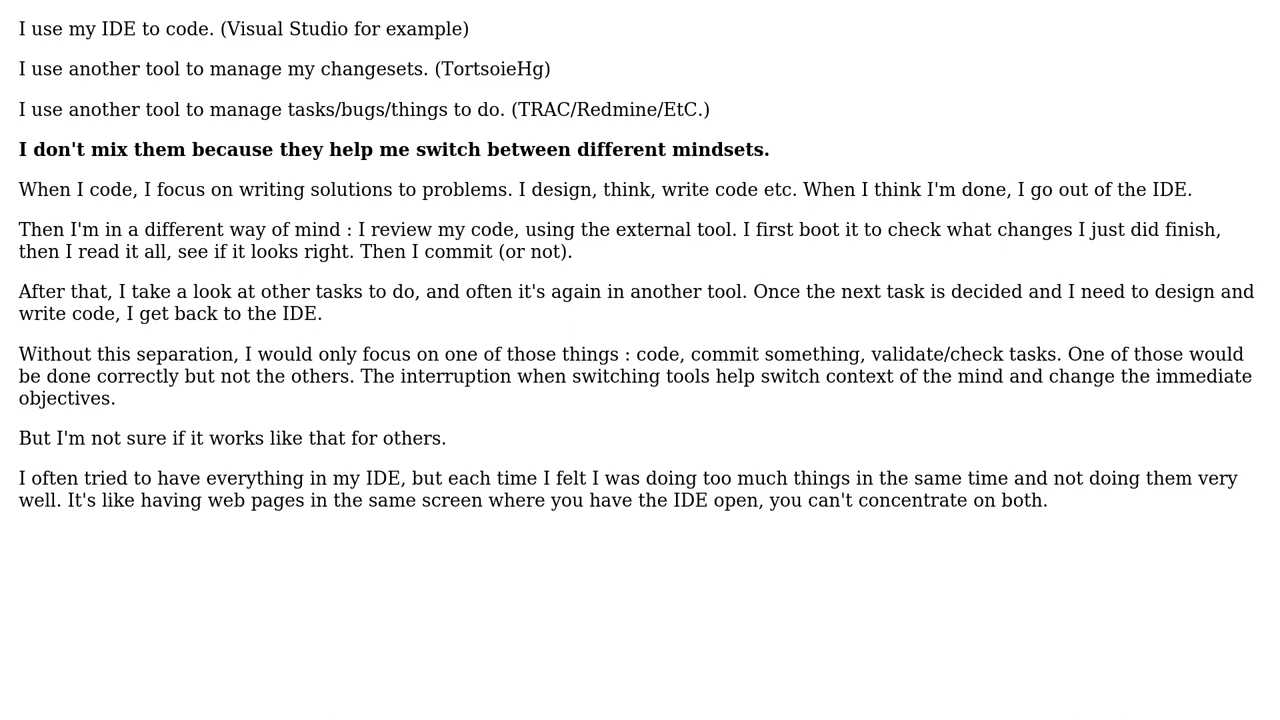 I use my IDE to code. (Visual Studio for example)
I use another tool to manage my changesets. (TortsoieHg)
I use another tool to manage tasks/bugs/things to do. (TRAC/Redmine/EtC.)
I don't mix them because they help me switch between different mindsets.
When I code, I focus on writing solutions to problems. I design, think, write code etc. When I think I'm done, I go out of the IDE.
Then I'm in a different way of mind : I review my code, using the external tool. I first boot it to check what changes I just did finish,
then I read it all, see if it looks right. Then I commit (or not).
After that, I take a look at other tasks to do, and often it's again in another tool. Once the next task is decided and I need to design and
write code, I get back to the IDE.
Without this separation, I would only focus on one of those things : code, commit something, validate/check tasks. One of those would
be done correctly but not the others. The interruption when switching tools help switch context of the mind and change the immediate
objectives.
But I'm not sure if it works like that for others.
I often tried to have everything in my IDE, but each time I felt I was doing too much things in the same time and not doing them very
well. It's like having web pages in the same screen where you have the IDE open, you can't concentrate on both.